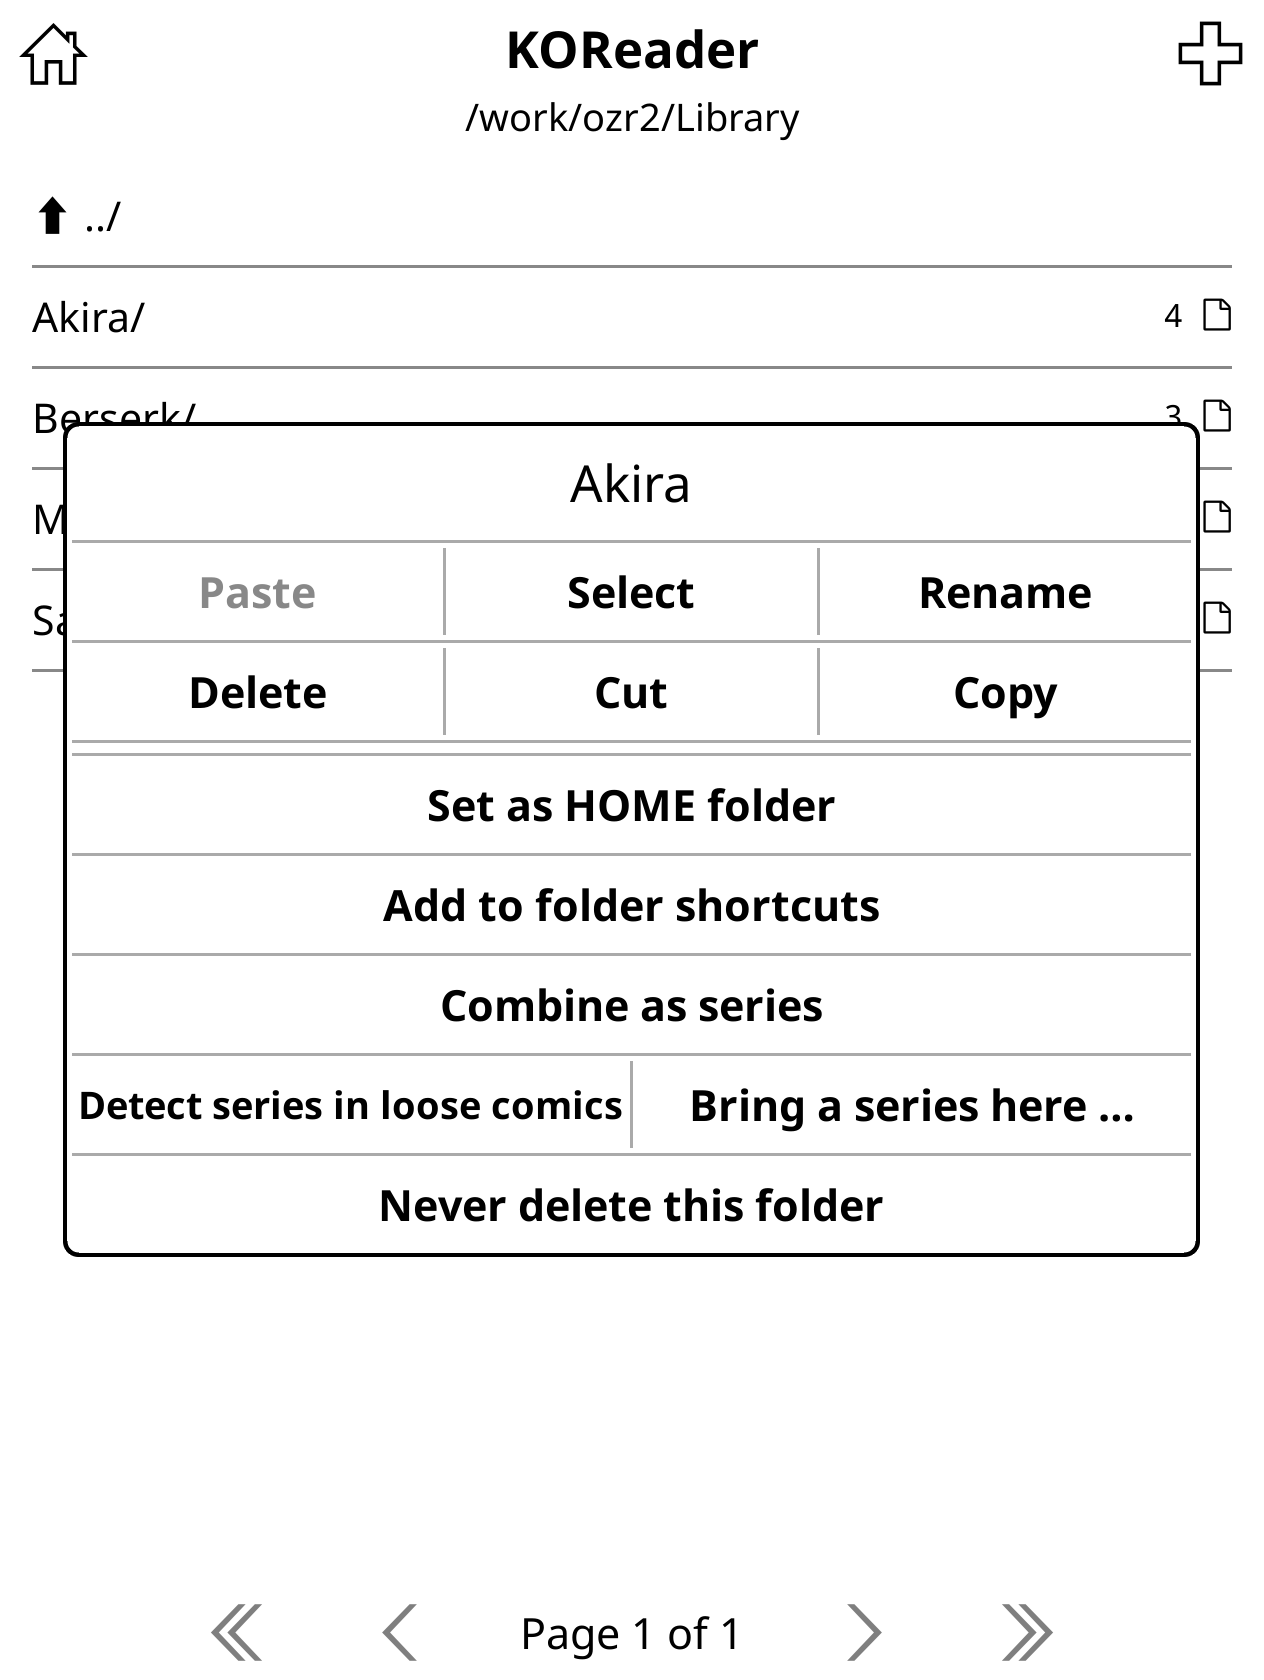 KOReader
/work/ozr2/Library
../
Akira/ 4
Berserk/ 3
Akira
Paste Select Rename
Delete Cut Copy
Set as HOME folder
Add to folder shortcuts
Combine as series
Detect series in loose comics Bring a series here ...
Never delete this folder
Page 1 of 1